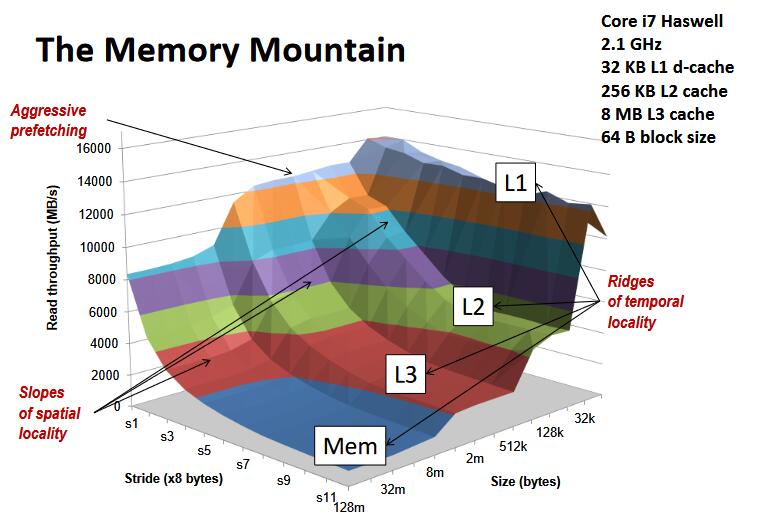 The Memory Mountain
Core i7 Haswell
2.1 GHz
32 KB L1 d-cache
256 KB L2 cache
8 MB L3 cache
64 B block size
Aggressive
prefetching
16000
14000
12000
10000
8000
6000
4000
2000
0
Read throughput (MB/s)
L1
L2
L3
Mem
Ridges
of temporal
locality
Slopes
of spatial
locality
s1
s3
s5
s7
s9
s11
Stride (x8 bytes)
128m
32m
8m
2m
512k
128k
32k
Size (bytes)